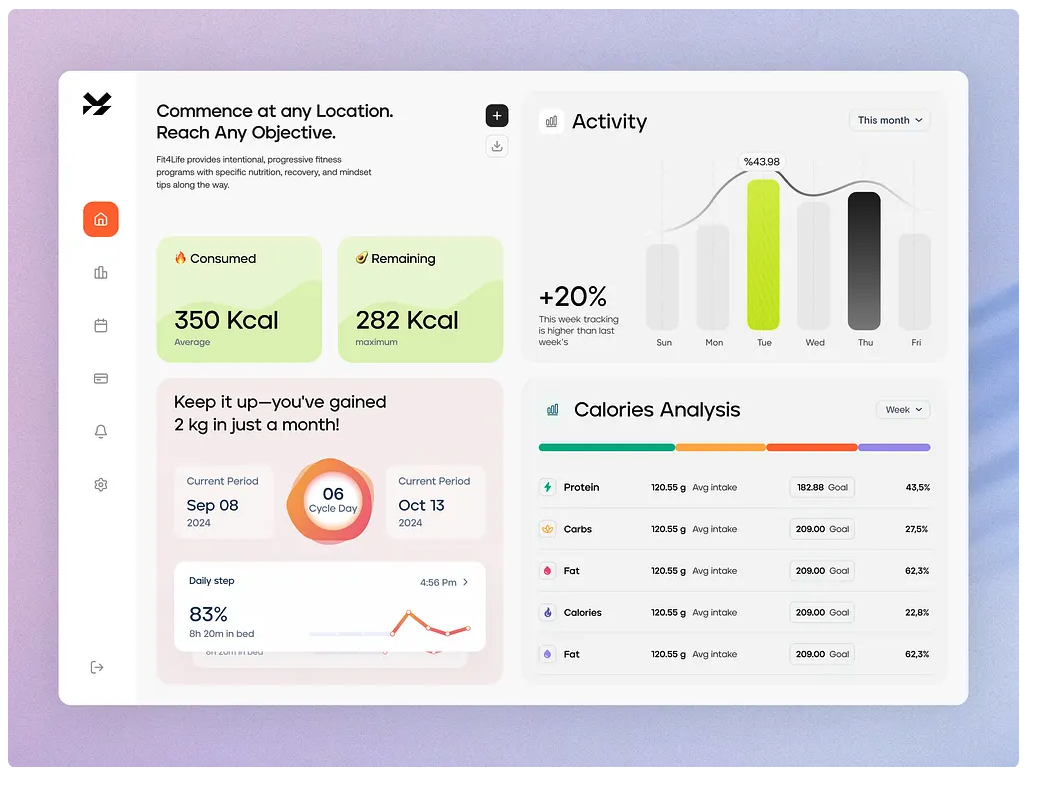 Commence at any Location.
Reach Any Objective.
Fit4Life provides intentional, progressive fitness
programs with specific nutrition, recovery, and mindset
tips along the way.
Consumed
350 Kcal
Average
Remaining
282 Kcal
maximum
Activity
This month
%43.98
+20%
This week tracking
is higher than last
week's
Sun Mon Tue Wed Thu Fri
Keep it up—you've gained
2 kg in just a month!
Current Period
Sep 08
2024
06
Cycle Day
Current Period
Oct 13
2024
Daily step
4:56 Pm
83%
8h 20m in bed
8h 20m in bed
Calories Analysis
Week
Protein 120.55 g Avg intake 182.88 Goal 43,5%
Carbs 120.55 g Avg intake 209.00 Goal 27,5%
Fat 120.55 g Avg intake 209.00 Goal 62,3%
Calories 120.55 g Avg intake 209.00 Goal 22,8%
Fat 120.55 g Avg intake 209.00 Goal 62,3%